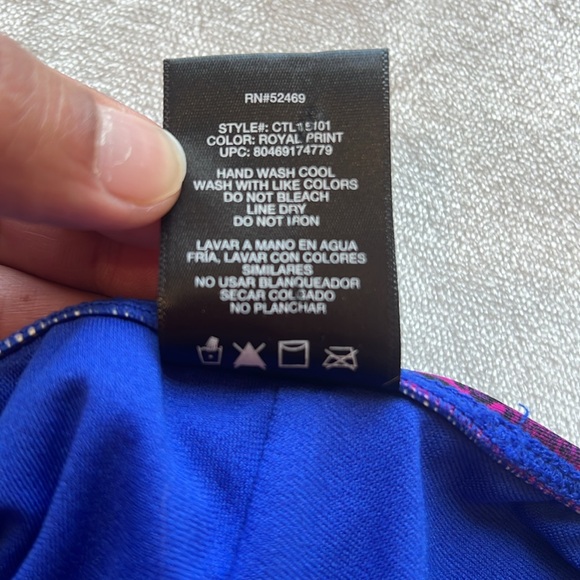 RN#52469
STYLE#: CTL15101
COLOR: ROYAL PRINT
UPC: 80469174779
HAND WASH COOL
WASH WITH LIKE COLORS
DO NOT BLEACH
LINE DRY
DO NOT IRON
LAVAR A MANO EN AGUA
FRÍA, LAVAR CON COLORES
SIMILARES
NO USAR BLANQUEADOR
SECAR COLGADO
NO PLANCHAR